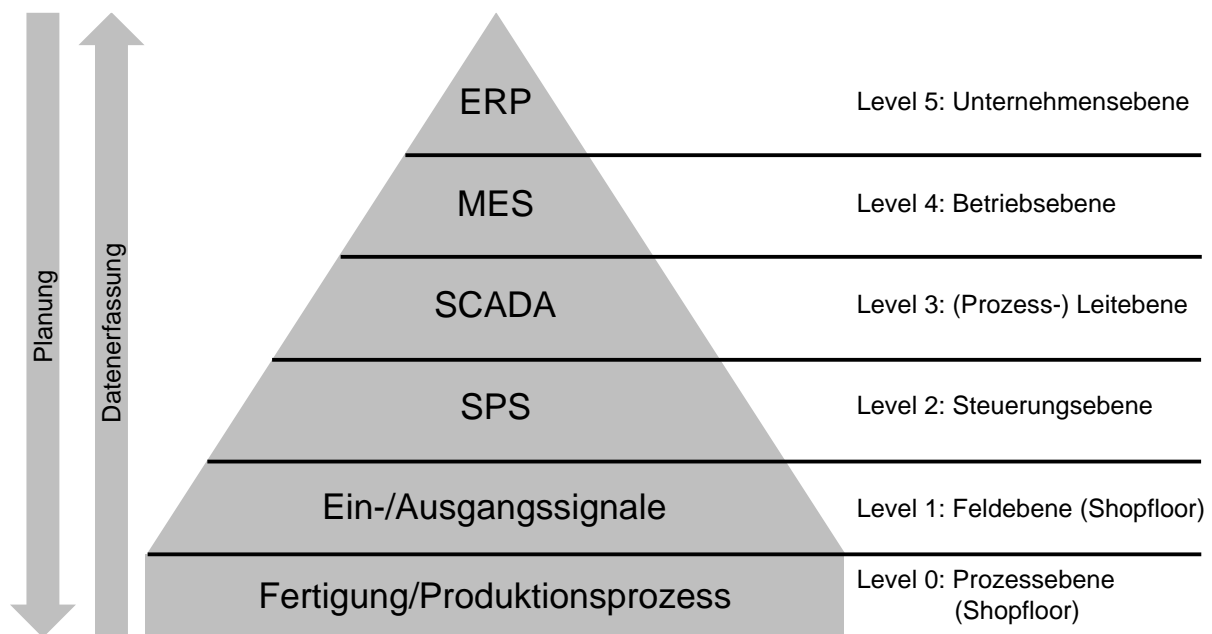 Planung
Datenerfassung
ERP
Level 5: Unternehmensebene
MES
Level 4: Betriebsebene
SCADA
Level 3: (Prozess-) Leitebene
SPS
Level 2: Steuerungsebene
Ein-/Ausgangssignale
Level 1: Feldebene (Shopfloor)
Fertigung/Produktionsprozess
Level 0: Prozessebene
(Shopfloor)